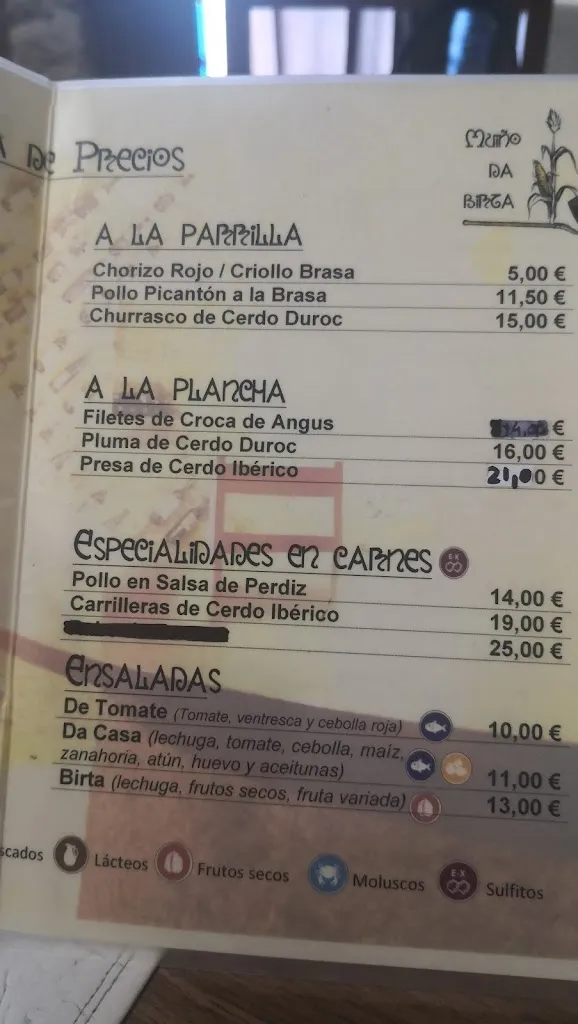 de Precios
Muiño
da
Birta
A la Parrilla
Chorizo Rojo / Criollo Brasa 5,00 €
Pollo Picantón a la Brasa 11,50 €
Churrasco de Cerdo Duroc 15,00 €
A la Plancha
Filetes de Croca de Angus €
Pluma de Cerdo Duroc 16,00 €
Presa de Cerdo Ibérico 21,00 €
Especialidades en Carnes
Pollo en Salsa de Perdiz 14,00 €
Carrilleras de Cerdo Ibérico 19,00 €
25,00 €
Ensaladas
De Tomate (Tomate, ventresca y cebolla roja) 10,00 €
Da Casa (lechuga, tomate, cebolla, maíz,
zanahoria, atún, huevo y aceitunas) 11,00 €
Birta (lechuga, frutos secos, fruta variada) 13,00 €
scados Lácteos Frutos secos Moluscos E-X Sulfitos